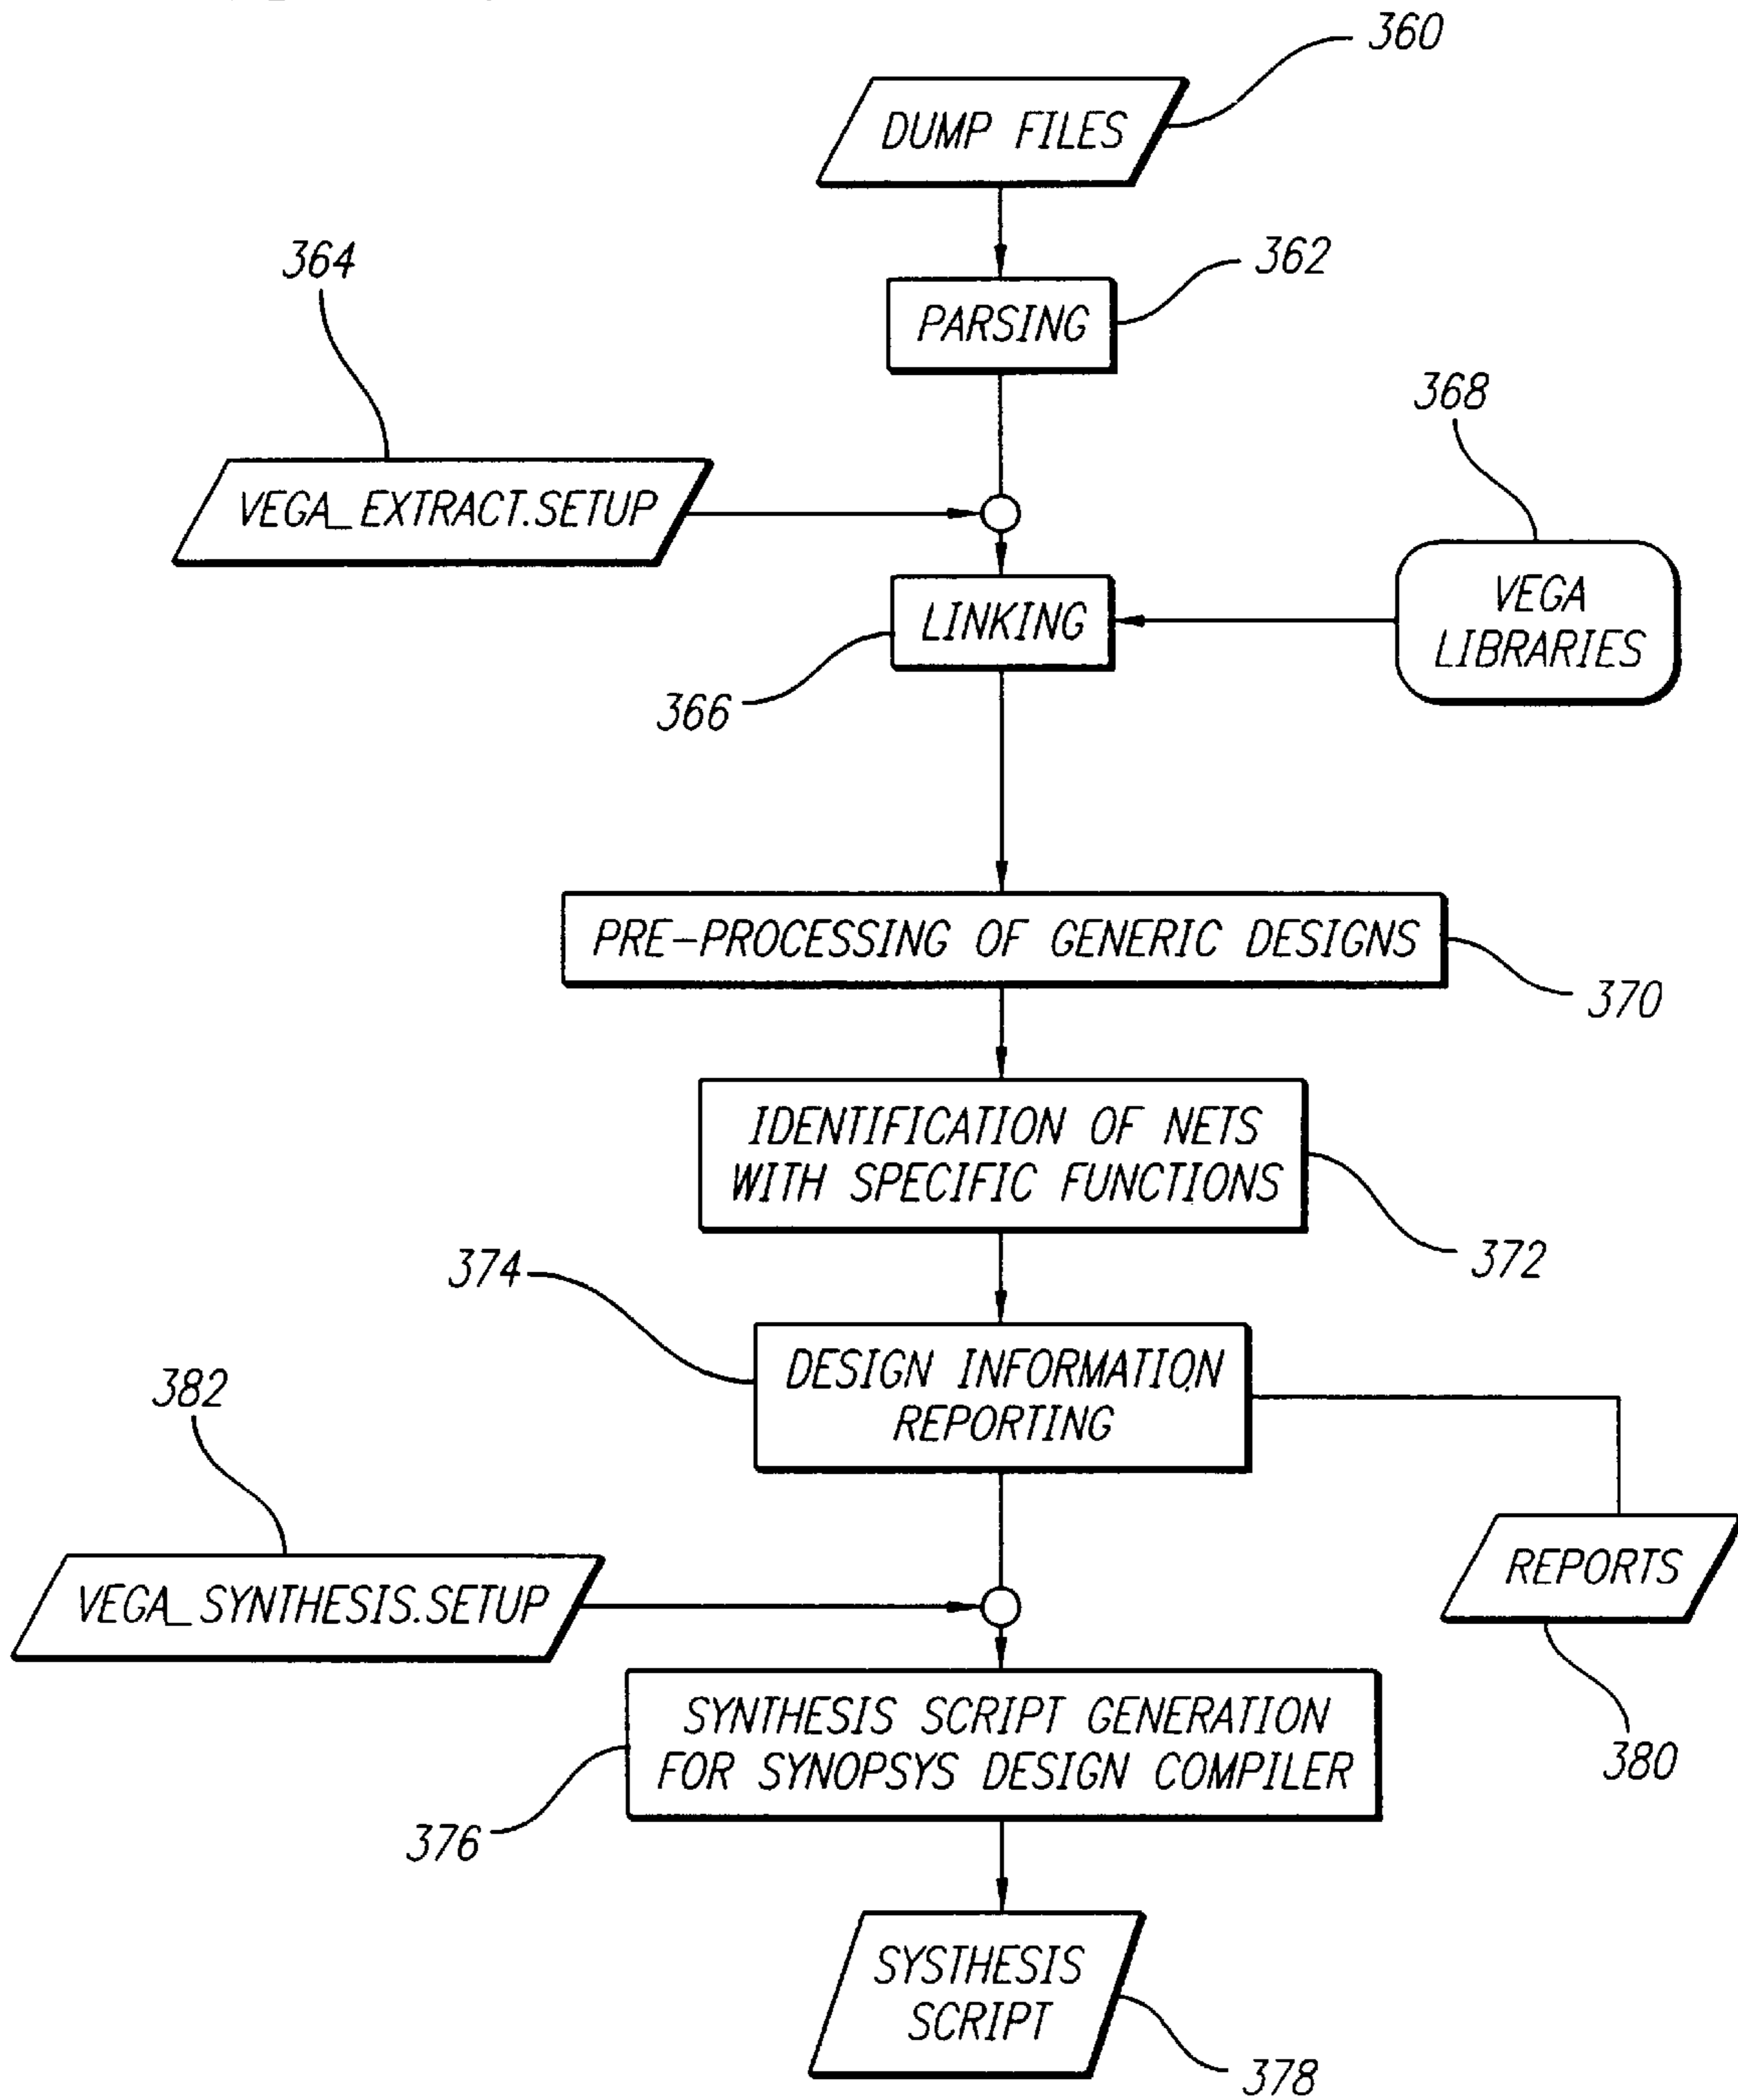 360
DUMP FILES
364
362
PARSING
368
VEGA_EXTRACT.SETUP
LINKING
VEGA
LIBRARIES
366
PRE-PROCESSING OF GENERIC DESIGNS
370
IDENTIFICATION OF NETS
WITH SPECIFIC FUNCTIONS
372
374
DESIGN INFORMATION
REPORTING
382
REPORTS
VEGA_SYNTHESIS.SETUP
SYNTHESIS SCRIPT GENERATION
FOR SYNOPSYS DESIGN COMPILER
380
376
SYSTHESIS
SCRIPT
378